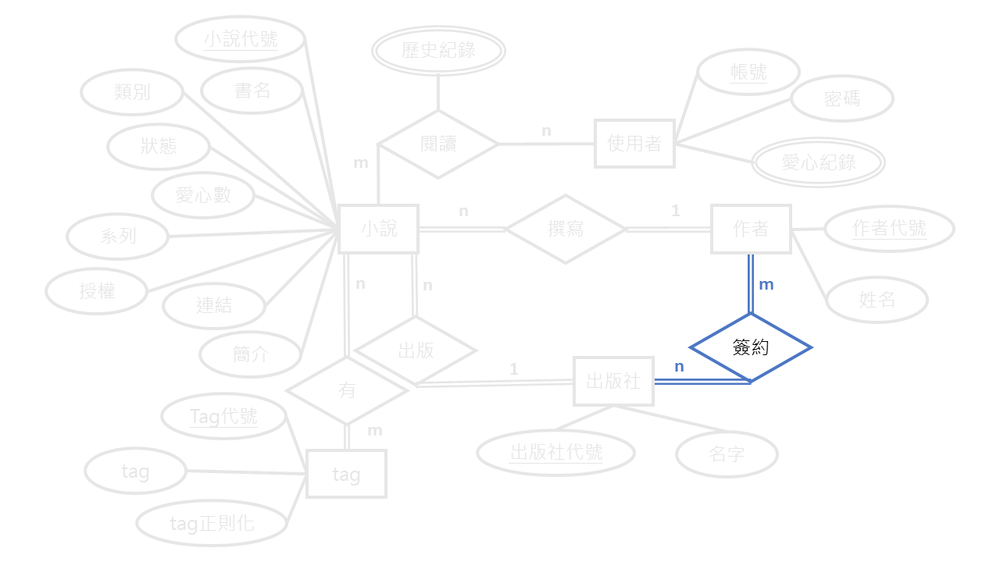 小說代號
歷史紀錄
帳號
類別
書名
密碼
n
狀態
閱讀
使用者
愛心紀錄
m
愛心數
n
1
小說
撰寫
作者
作者代號
系列
n
n
m
授權
連結
姓名
簡介
出版
簽約
1
n
有
出版社
Tag代號
m
出版社代號
名字
tag
tag
tag正則化